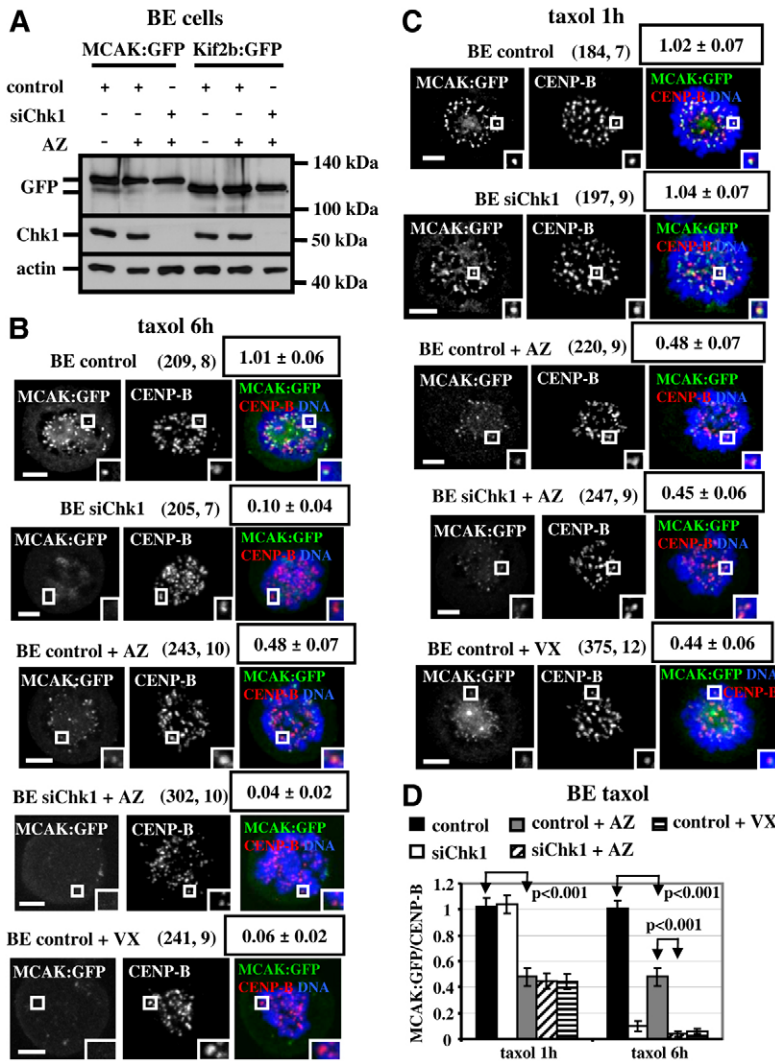 A
BE cells
MCAK:GFP Kif2b:GFP
control + + - + + -
siChk1 - - + - - +
AZ - + + - + +
140 kDa
GFP
100 kDa
Chk1
50 kDa
actin
40 kDa
B
taxol 6h
BE control (209, 8) 1.01 ± 0.06
MCAK:GFP CENP-B MCAK:GFP
CENP-B DNA
BE siChk1 (205, 7) 0.10 ± 0.04
MCAK:GFP CENP-B MCAK:GFP
CENP-B DNA
BE control + AZ (243, 10) 0.48 ± 0.07
MCAK:GFP CENP-B MCAK:GFP
CENP-B DNA
BE siChk1 + AZ (302, 10) 0.04 ± 0.02
MCAK:GFP CENP-B MCAK:GFP
CENP-B DNA
BE control + VX (241, 9) 0.06 ± 0.02
MCAK:GFP CENP-B MCAK:GFP
CENP-B DNA
C
taxol 1h
BE control (184, 7) 1.02 ± 0.07
MCAK:GFP CENP-B MCAK:GFP
CENP-B DNA
BE siChk1 (197, 9) 1.04 ± 0.07
MCAK:GFP CENP-B MCAK:GFP
CENP-B DNA
BE control + AZ (220, 9) 0.48 ± 0.07
MCAK:GFP CENP-B MCAK:GFP
CENP-B DNA
BE siChk1 + AZ (247, 9) 0.45 ± 0.06
MCAK:GFP CENP-B MCAK:GFP
CENP-B DNA
BE control + VX (375, 12) 0.44 ± 0.06
MCAK:GFP CENP-B MCAK:GFP DNA
CENP-B
D
BE taxol
control control + AZ control + VX
siChk1 siChk1 + AZ
MCAK:GFP/CENP-B
1.2
1
0.8
0.6
0.4
0.2
0
p<0.001 p<0.001
p<0.001
taxol 1h taxol 6h